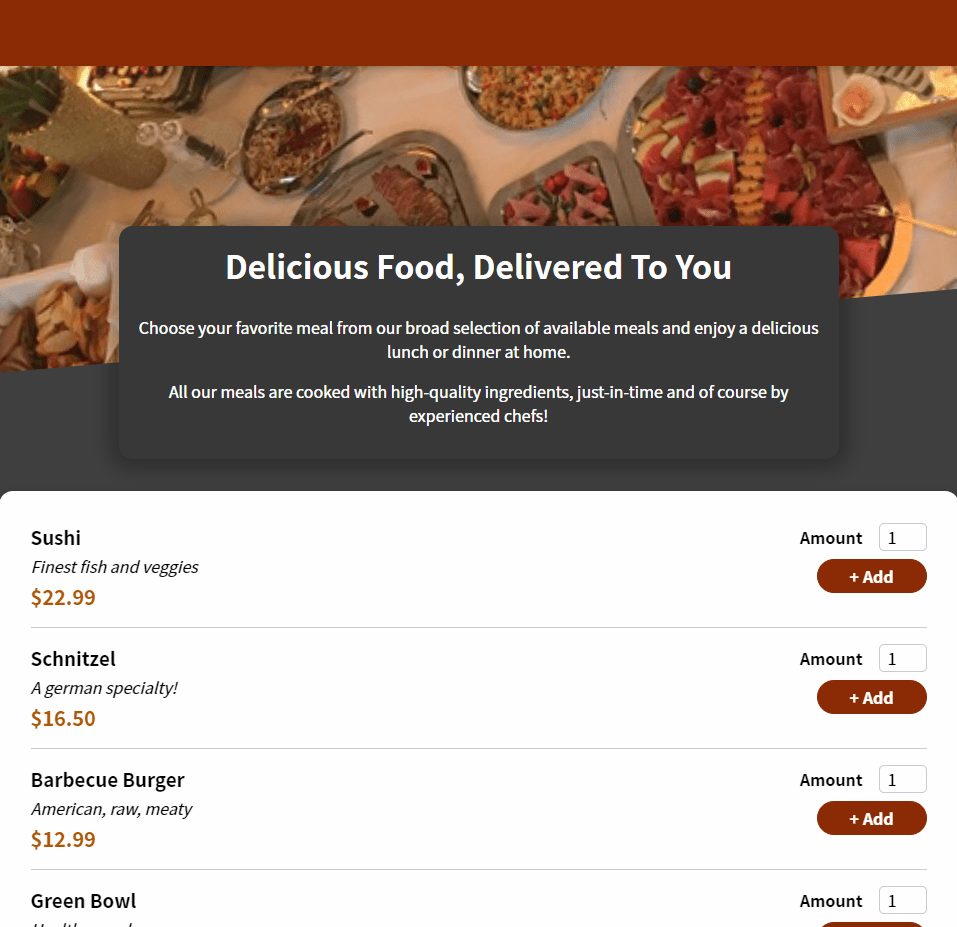 Delicious Food, Delivered To You
Choose your favorite meal from our broad selection of available meals and enjoy a delicious
lunch or dinner at home.
All our meals are cooked with high-quality ingredients, just-in-time and of course by
experienced chefs!
Sushi
Amount 1
Finest fish and veggies
+ Add
$22.99
Schnitzel
Amount 1
A german specialty!
+ Add
$16.50
Barbecue Burger
Amount 1
American, raw, meaty
+ Add
$12.99
Green Bowl
Amount 1